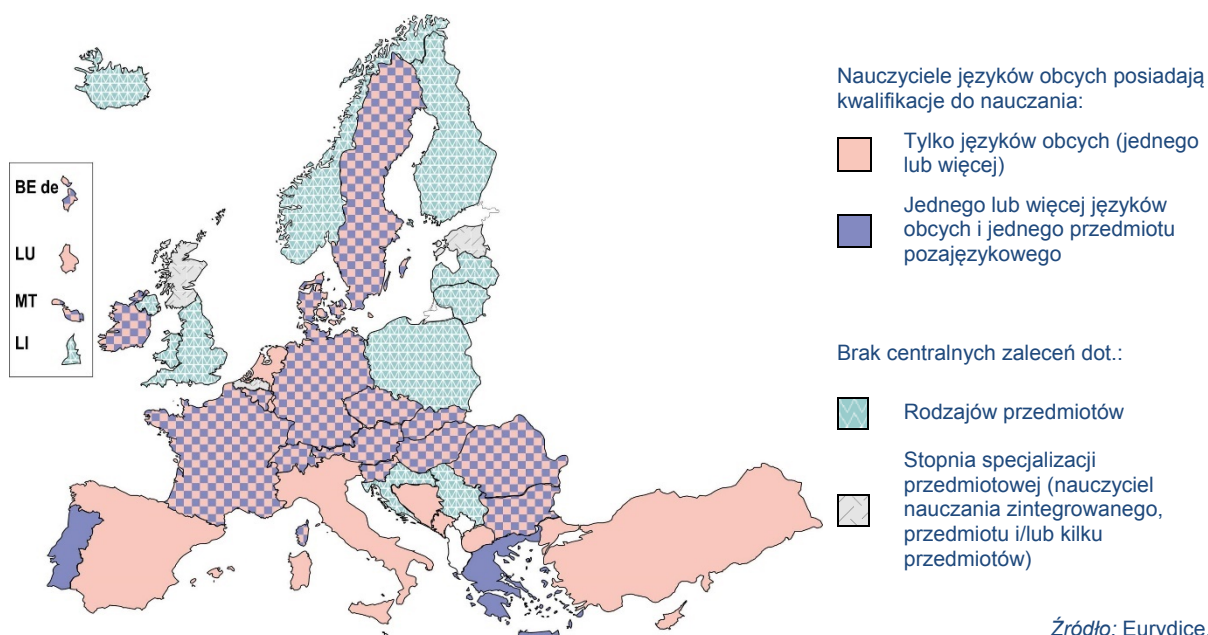 BE de
LU
MT
LI
Nauczyciele języków obcych posiadają
kwalifikacje do nauczania:
Tylko języków obcych (jednego
lub więcej)
Jednego lub więcej języków
obcych i jednego przedmiotu
pozajęzykowego
Brak centralnych zaleceń dot.:
Rodzajów przedmiotów
Stopnia specjalizacji
przedmiotowej (nauczyciel
nauczania zintegrowanego,
przedmiotu i/lub kilku
przedmiotów)
Źródło: Eurydice.